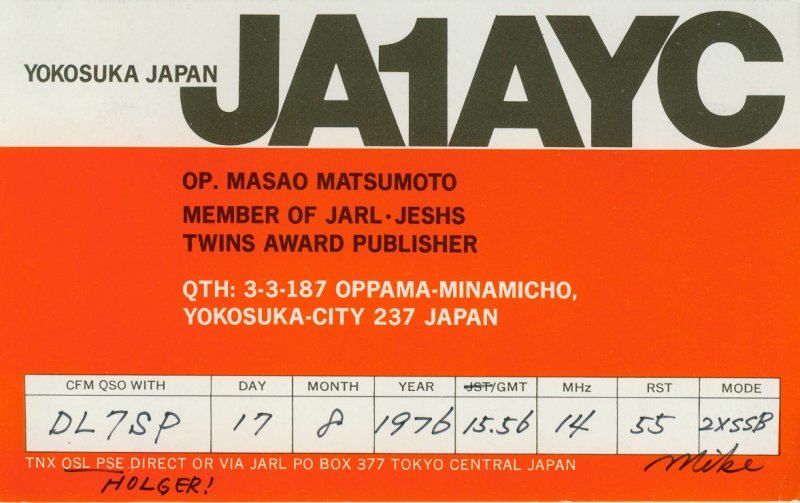 YOKOSUKA JAPAN JA1AYC
OP. MASAO MATSUMOTO
MEMBER OF JARL·JESHS
TWINS AWARD PUBLISHER
QTH: 3-3-187 OPPAMA-MINAMICHO,
YOKOSUKA-CITY 237 JAPAN
CFM QSO WITH DAY MONTH YEAR JST/GMT MHz RST MODE
DL7SP 17 8 1976 15.56 14 55 2XSSB
TNX QSL PSE DIRECT OR VIA JARL PO BOX 377 TOKYO CENTRAL JAPAN Mike
HOLGER!